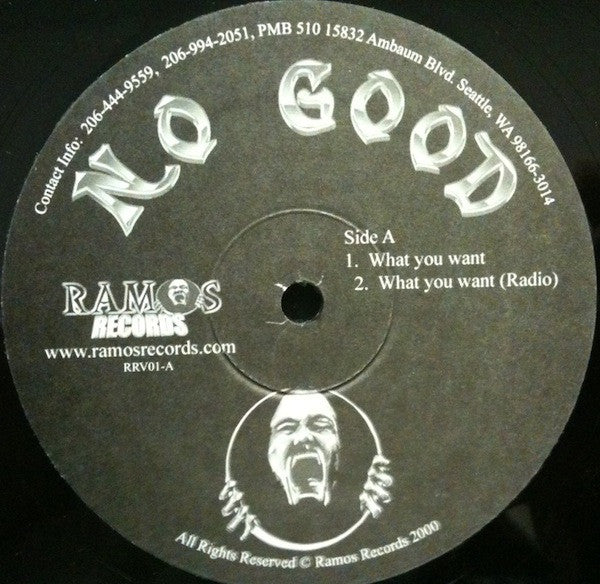 Contact Info: 206-444-9559, 206-994-2051, PMB 510 15832 Ambaum Blvd. Seattle, WA 98166-3014
NO GOOD
Side A
1. What you want
2. What you want (Radio)
RAMOS
RECORDS
www.ramosrecords.com
RRV01-A
All Rights Reserved © Ramos Records 2000